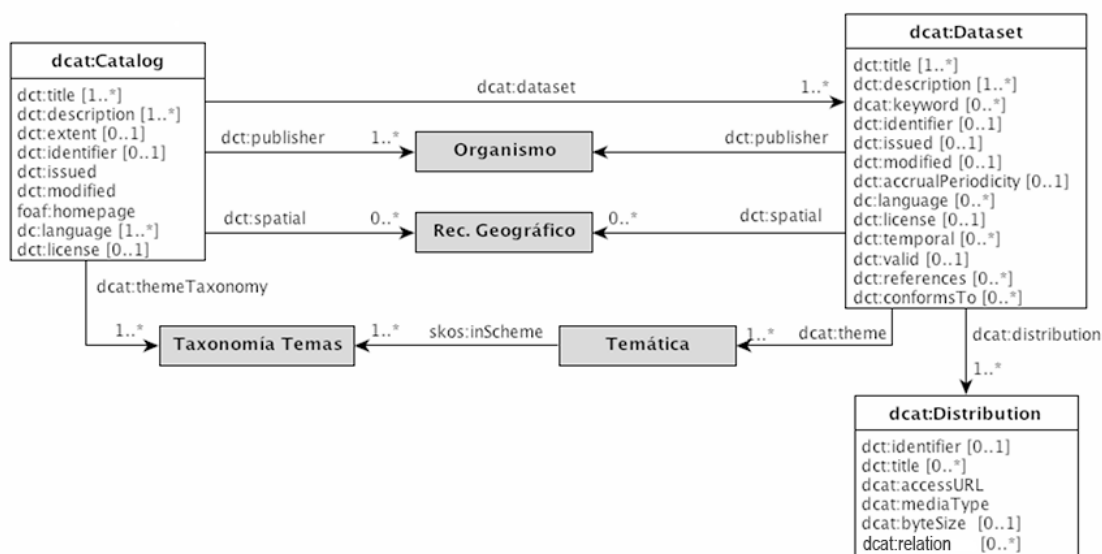 dcat:Catalog
dct:title [1..*]
dct:description [1..*]
dct:extent [0..1]
dct:identifier [0..1]
dct:issued
dct:modified
foaf:homepage
dc:language [1..*]
dct:license [0..1]
dcat:dataset
1..*
dcat:Dataset
dct:title [1..*]
dct:description [1..*]
dcat:keyword [0..*]
dct:identifier [0..1]
dct:issued [0..1]
dct:modified [0..1]
dct:accrualPeriodicity [0..1]
dc:language [0..*]
dct:license [0..1]
dct:temporal [0..*]
dct:valid [0..1]
dct:references [0..*]
dct:conformsTo [0..*]
dct:publisher
1..*
Organismo
dct:publisher
dct:spatial
0..*
Rec. Geográfico
0..*
dct:spatial
dcat:themeTaxonomy
1..*
Taxonomía Temas
1..*
skos:inScheme
Temática
1..*
dcat:theme
dcat:distribution
1..*
dcat:Distribution
dct:identifier [0..1]
dct:title [0..*]
dcat:accessURL
dcat:mediaType
dcat:byteSize [0..1]
dcat:relation [0..*]